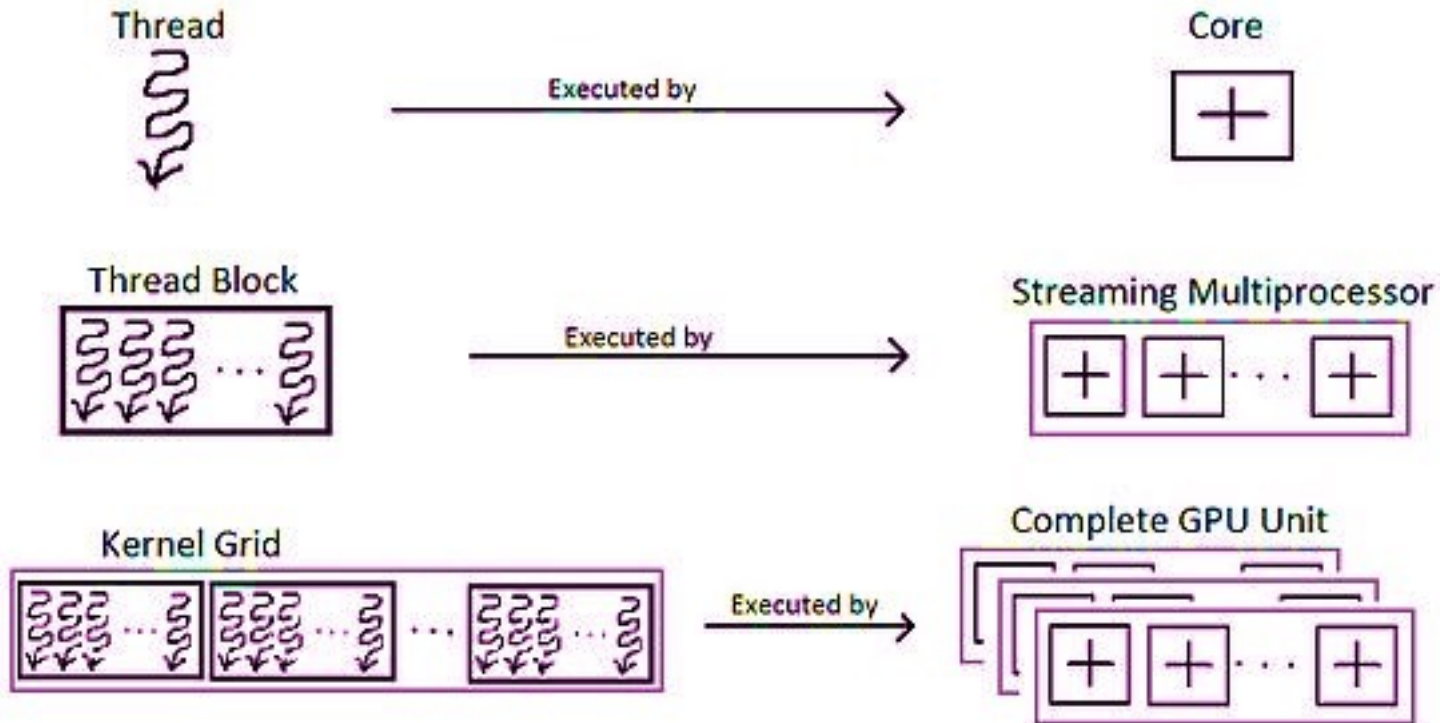 Thread
Core
Executed by
Thread Block
Streaming Multiprocessor
Executed by
Kernel Grid
Complete GPU Unit
Executed by